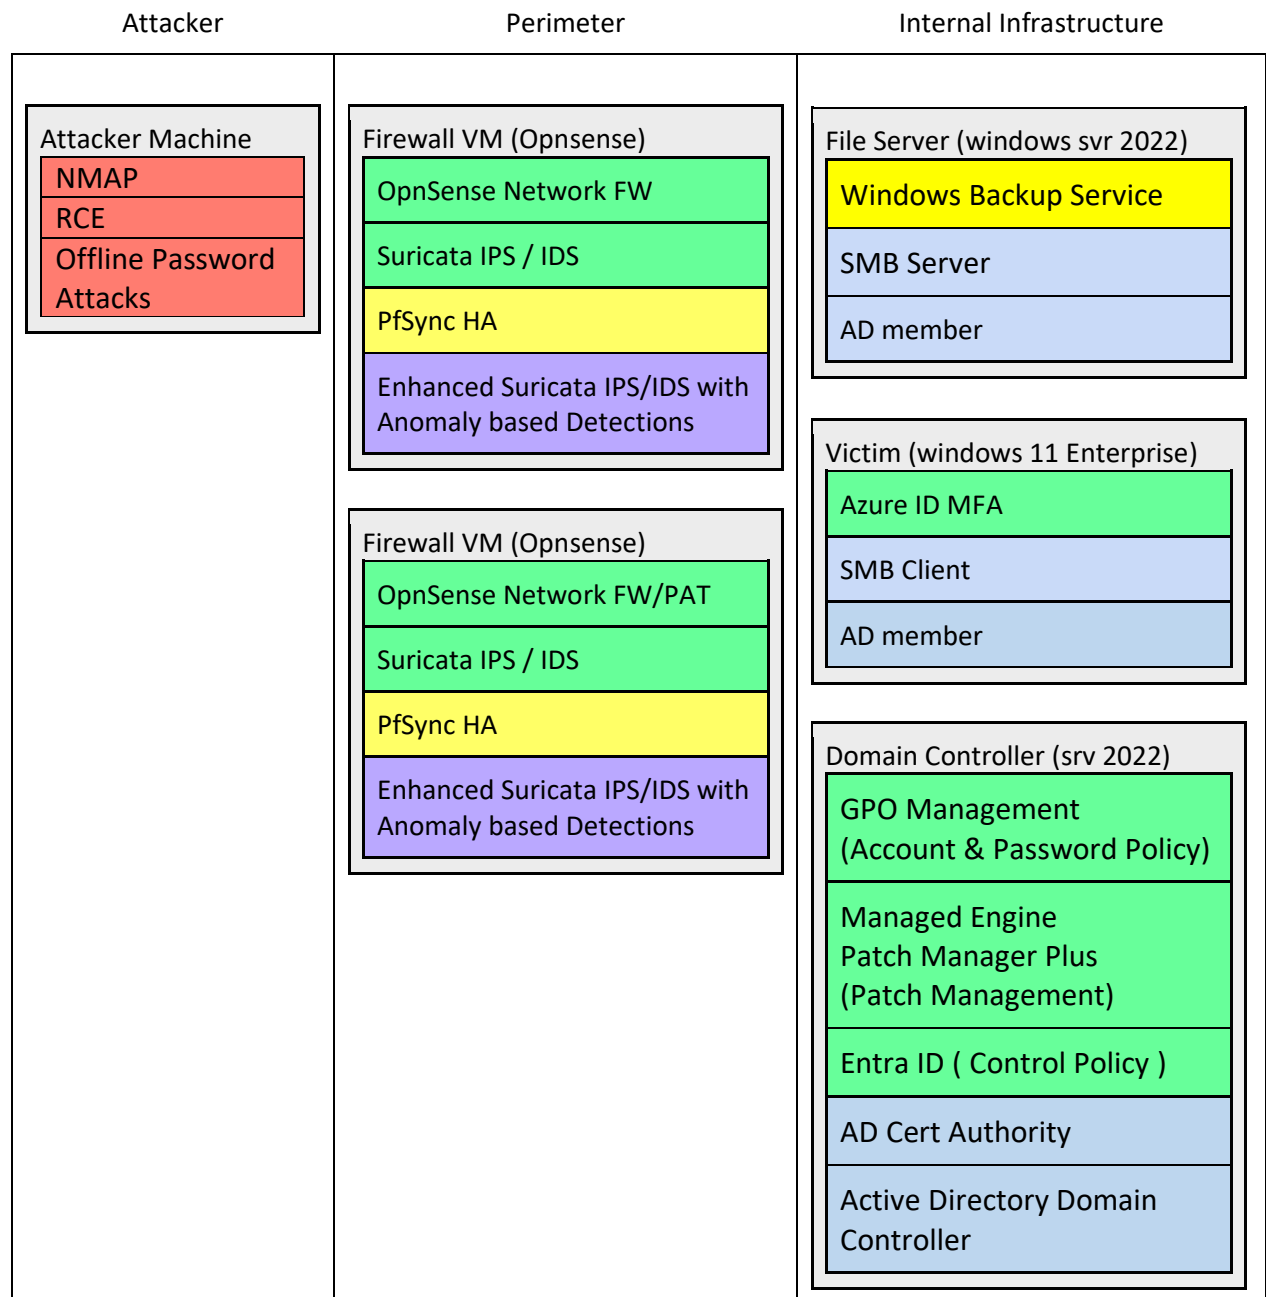 Attacker
Perimeter
Internal Infrastructure
Attacker Machine
NMAP
RCE
Offline Password
Attacks
Firewall VM (Opnsense)
OpnSense Network FW
Suricata IPS / IDS
PfSync HA
Enhanced Suricata IPS/IDS with
Anomaly based Detections
Firewall VM (Opnsense)
OpnSense Network FW/PAT
Suricata IPS / IDS
PfSync HA
Enhanced Suricata IPS/IDS with
Anomaly based Detections
File Server (windows svr 2022)
Windows Backup Service
SMB Server
AD member
Victim (windows 11 Enterprise)
Azure ID MFA
SMB Client
AD member
Domain Controller (srv 2022)
GPO Management
(Account & Password Policy)
Managed Engine
Patch Manager Plus
(Patch Management)
Entra ID ( Control Policy )
AD Cert Authority
Active Directory Domain
Controller